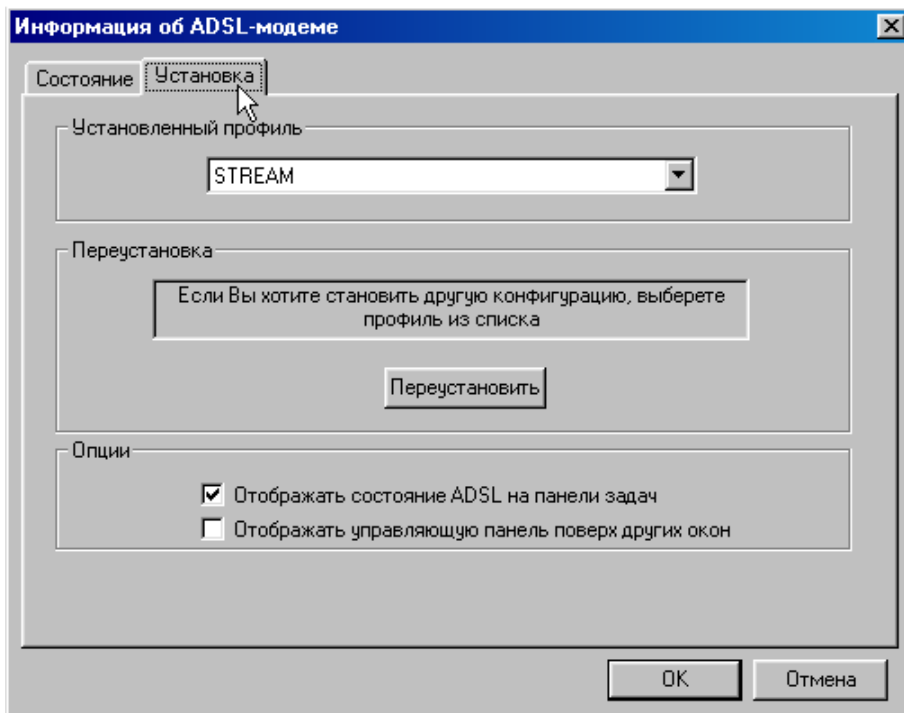 Информация об ADSL-модеме
Состояние
Установка
Установленный профиль
STREAM
Переустановка
Если Вы хотите становить другую конфигурацию, выберете
профиль из списка
Переустановить
Опции
Отображать состояние ADSL на панели задач
Отображать управляющую панель поверх других окон
OK
Отмена